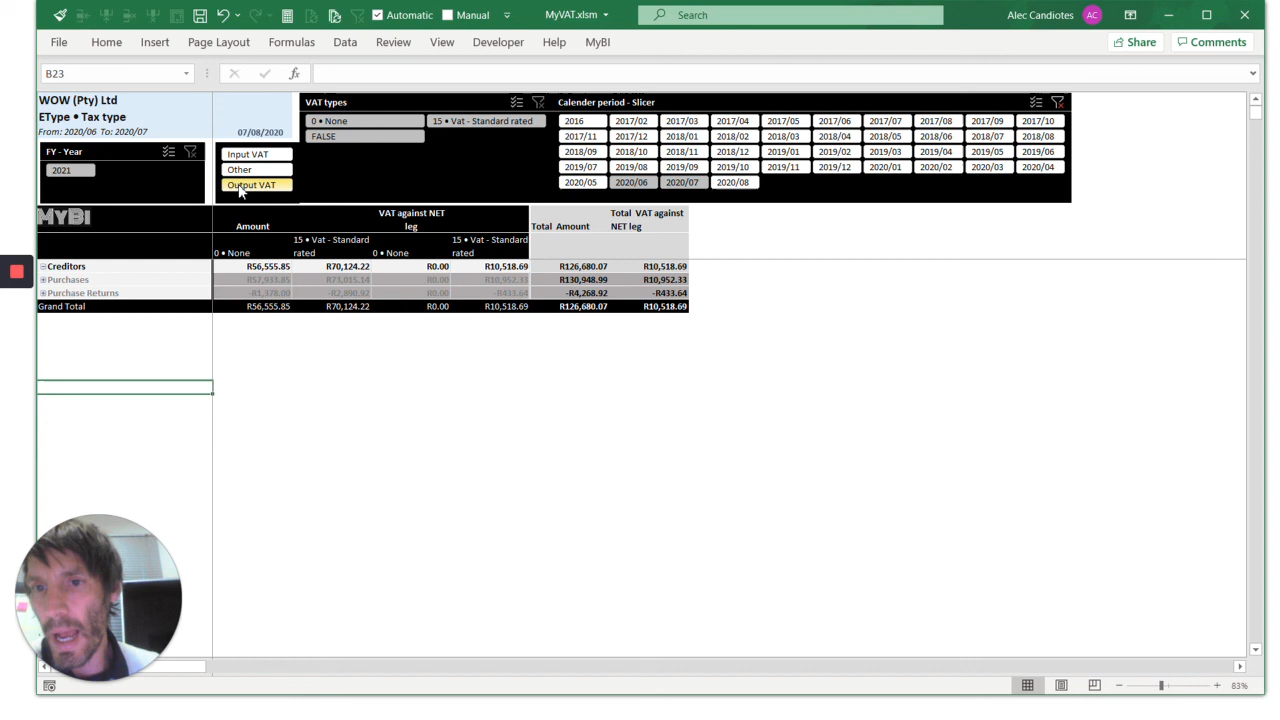 Automatic Manual MyVAT.xlsm Search Alec Candiotes AC
File Home Insert Page Layout Formulas Data Review View Developer Help MyBI Share Comments
B23 fx
WOW (Pty) Ltd
EType • Tax type
From: 2020/06 To: 2020/07 07/08/2020
FY - Year
2021
Input VAT
Other
Output VAT
VAT types
0 • None 15 • Vat - Standard rated
FALSE
Calender period - Slicer
2016 2017/02 2017/03 2017/04 2017/05 2017/06 2017/07 2017/08 2017/09 2017/10
2017/11 2017/12 2018/01 2018/02 2018/03 2018/04 2018/05 2018/06 2018/07 2018/08
2018/09 2018/10 2018/11 2018/12 2019/01 2019/02 2019/03 2019/04 2019/05 2019/06
2019/07 2019/08 2019/09 2019/10 2019/11 2019/12 2020/01 2020/02 2020/03 2020/04
2020/05 2020/06 2020/07 2020/08
MyBI
Amount
VAT against NET
leg
Total Amount
Total VAT against
NET leg
0 • None
15 • Vat - Standard
rated
0 • None
15 • Vat - Standard
rated
Creditors R56,555.85 R70,124.22 R0.00 R10,518.69 R126,680.07 R10,518.69
Purchases R57,933.85 R73,015.14 R0.00 R10,952.33 R130,948.99 R10,952.33
Purchase Returns -R1,378.00 -R2,890.92 R0.00 -R433.64 -R4,268.92 -R433.64
Grand Total R56,555.85 R70,124.22 R0.00 R10,518.69 R126,680.07 R10,518.69
83%